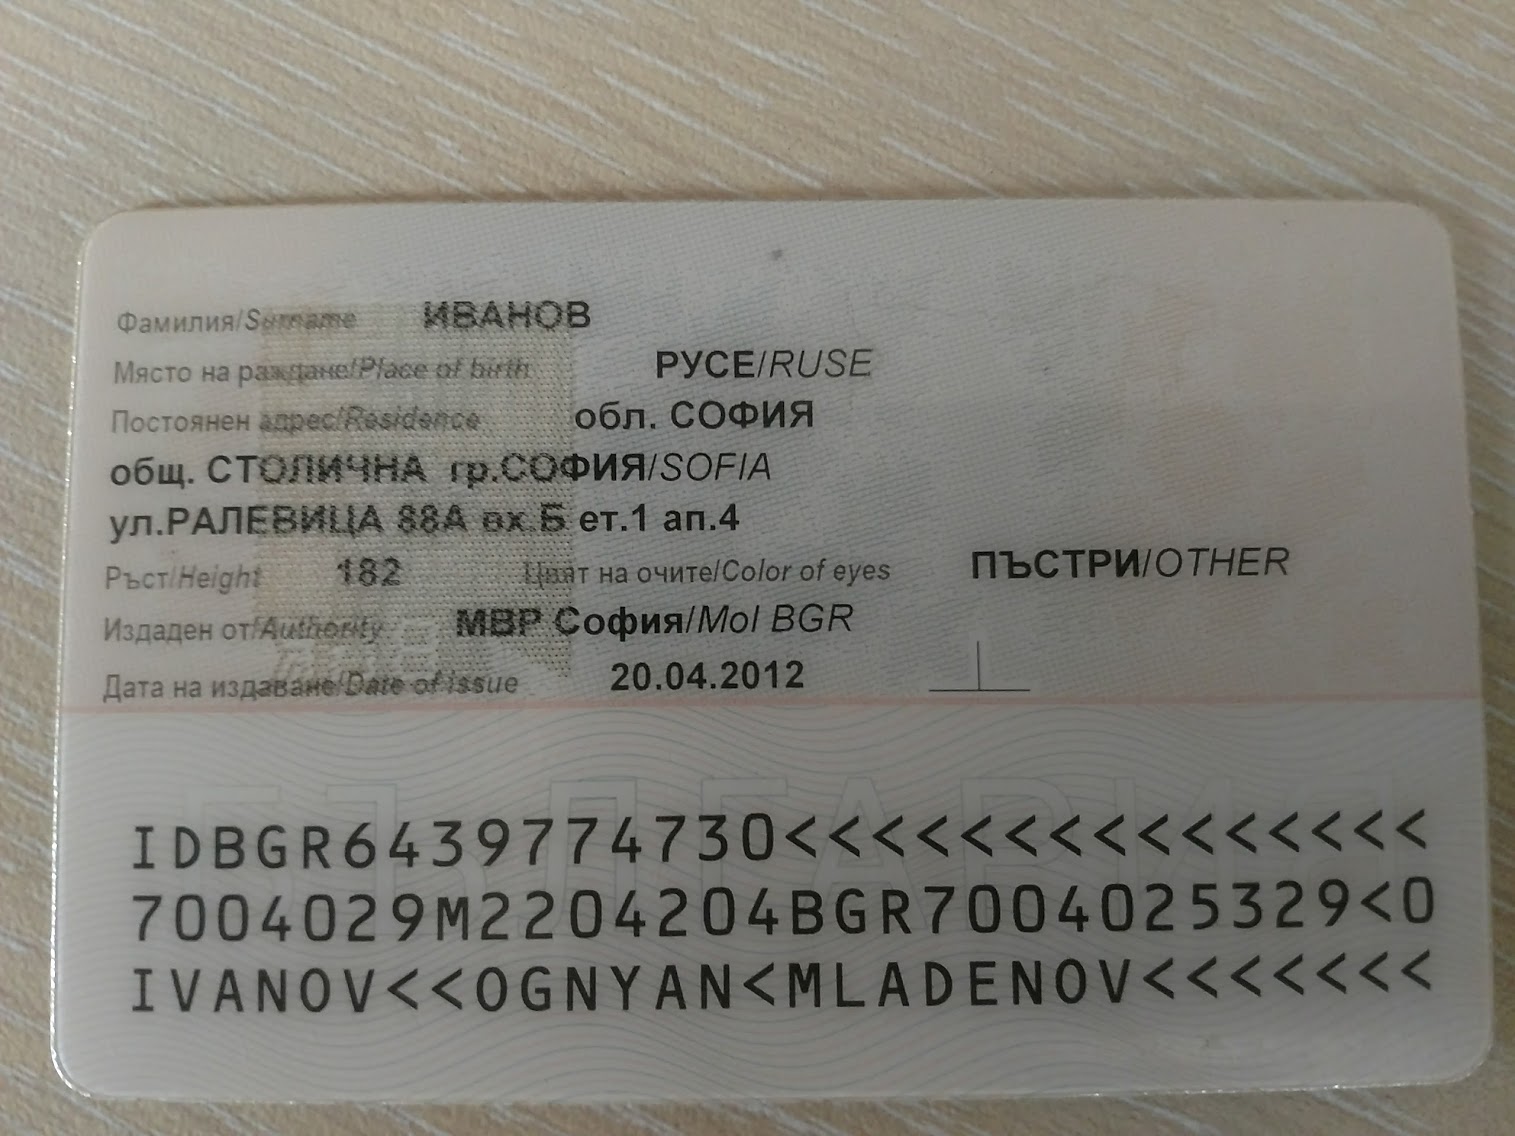 Фамилия/Surname ИВАНОВ
Място на раждане/Place of birth РУСЕ/RUSE
Постоянен адрес/Residence обл. СОФИЯ
общ. СТОЛИЧНА гр.СОФИЯ/SOFIA
ул.РАЛЕВИЦА 88А вх.Б ет.1 ап.4
Ръст/Height 182 Цвят на очите/Color of eyes ПЪСТРИ/OTHER
Издаден от/Authority МВР София/MoI BGR
Дата на издаване/Date of issue 20.04.2012
БЪЛГАРИЯ
IDBGR6439774730<<<<<<<<<<<<<<<
7004029M2204204BGR7004025329<0
IVANOV<<OGNYAN<MLADENOV<<<<<<<